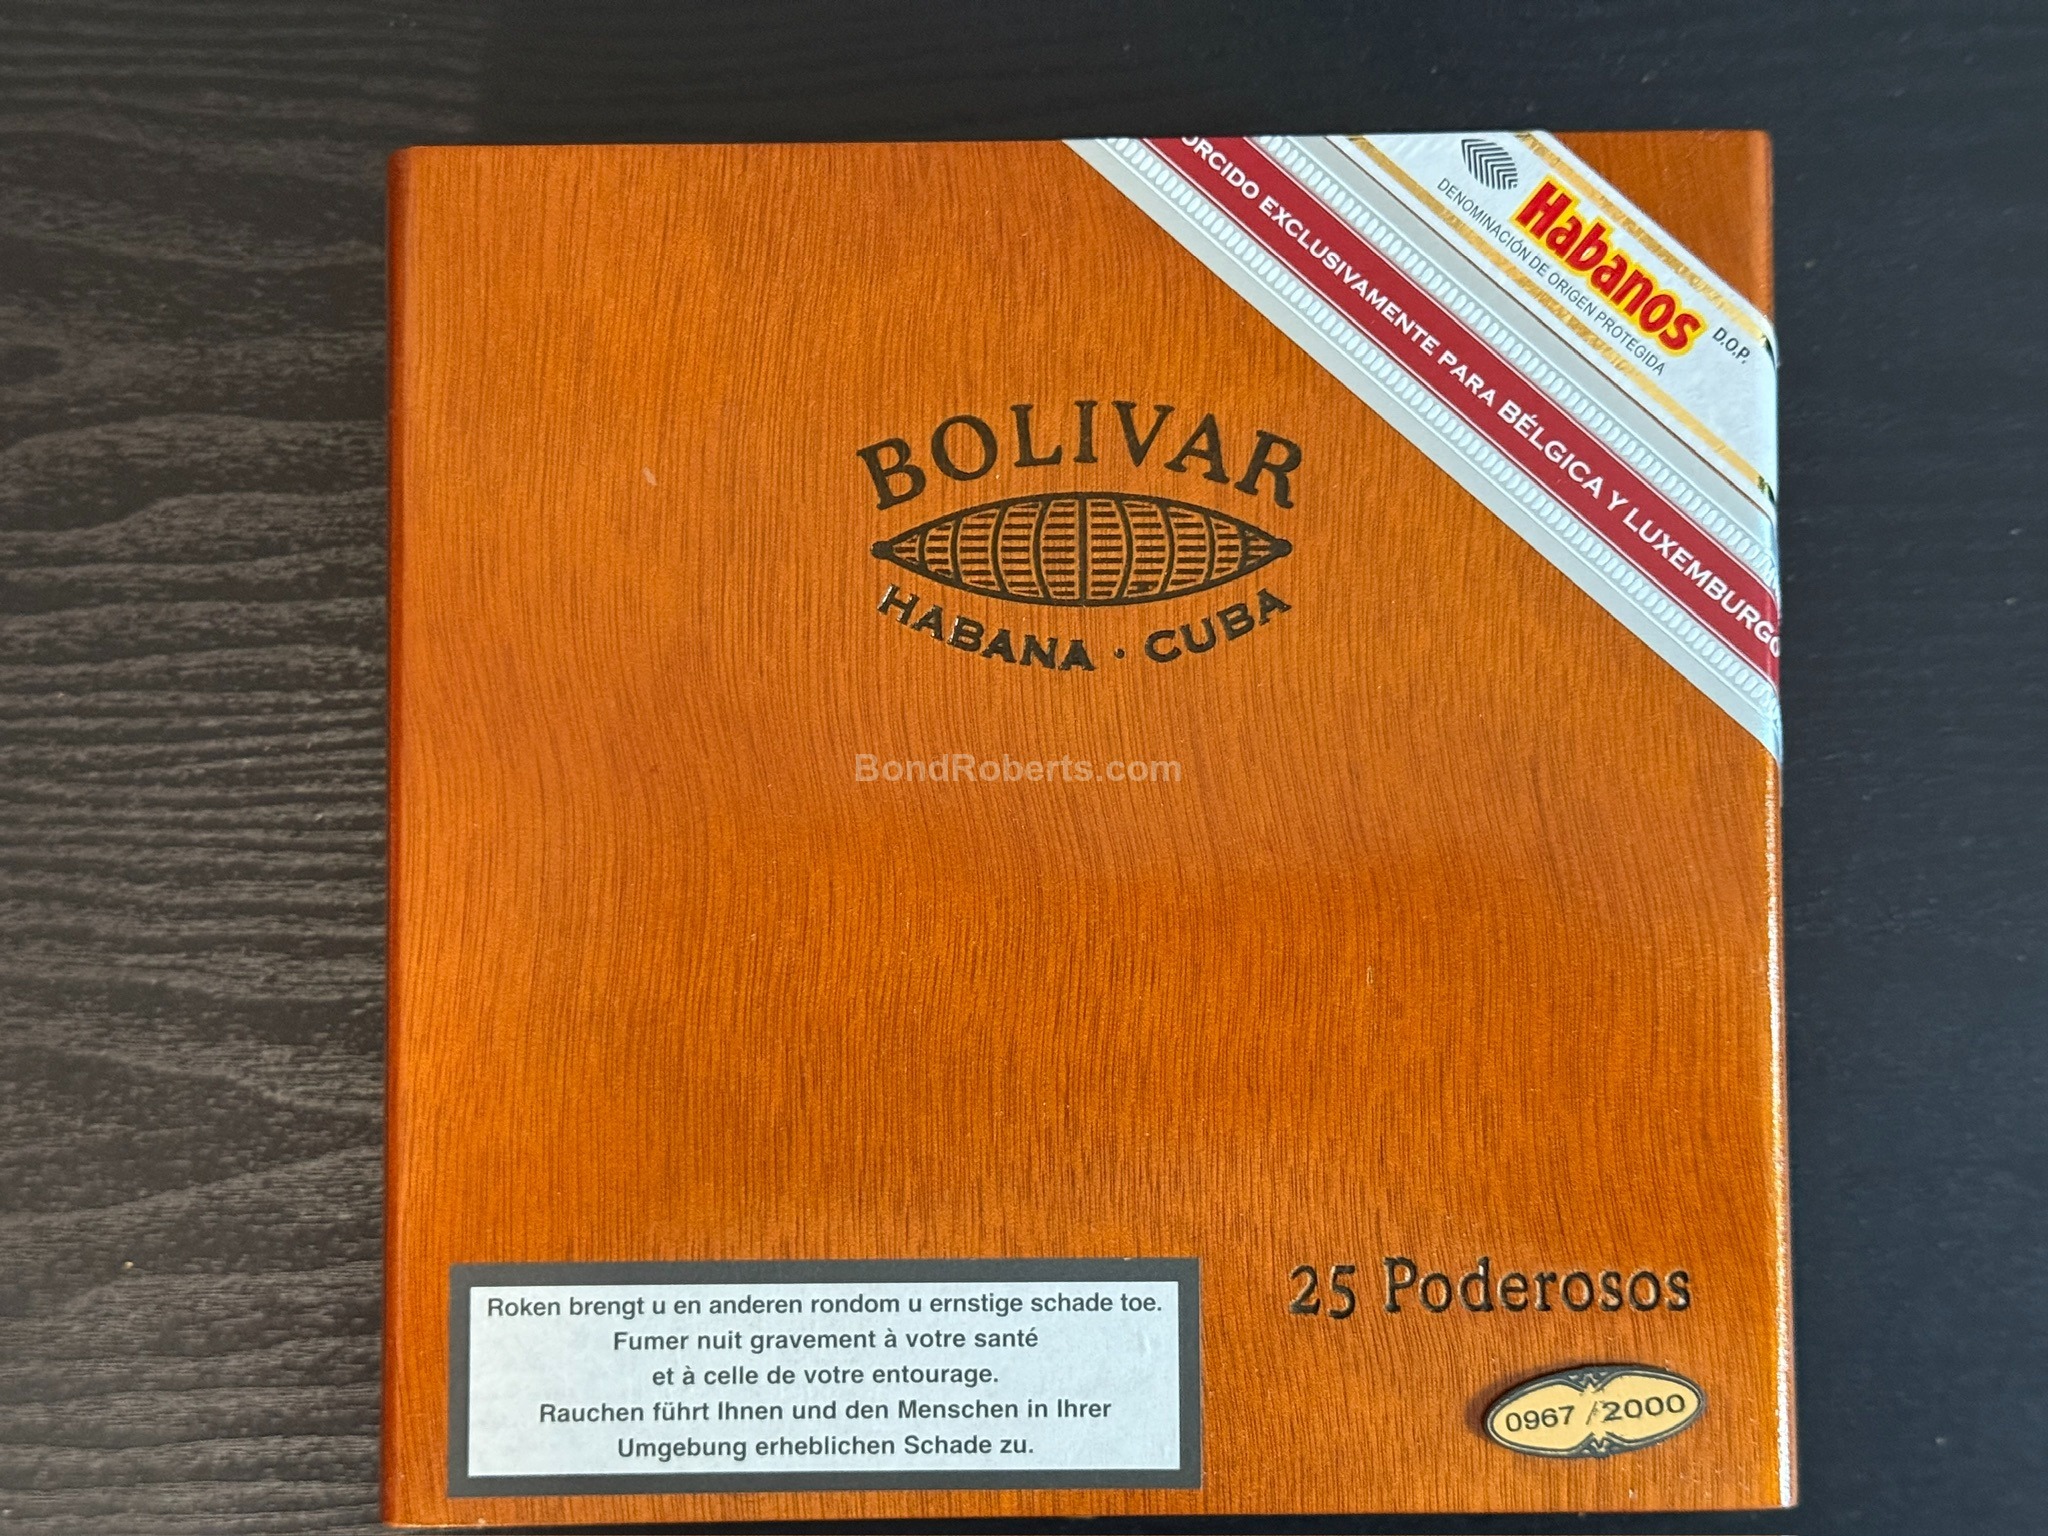 ORCIDO EXCLUSIVAMENTE PARA BÉLGICA Y LUXEMBURGO
Habanos
D.O.P.
DENOMINACIÓN DE ORIGEN PROTEGIDA
BOLIVAR
HABANA · CUBA
BondRoberts.com
25 Poderosos
0967 / 2000
Roken brengt u en anderen rondom u ernstige schade toe.
Fumer nuit gravement à votre santé
et à celle de votre entourage.
Rauchen führt Ihnen und den Menschen in Ihrer
Umgebung erheblichen Schade zu.